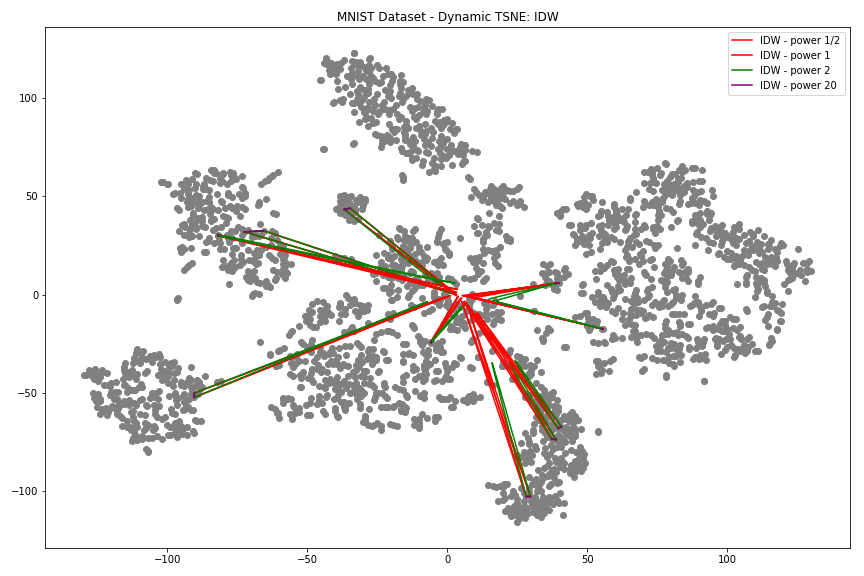 MNIST Dataset - Dynamic TSNE: IDW
IDW - power 1/2
IDW - power 1
IDW - power 2
IDW - power 20
100
50
0
−50
−100
−100
−50
0
50
100